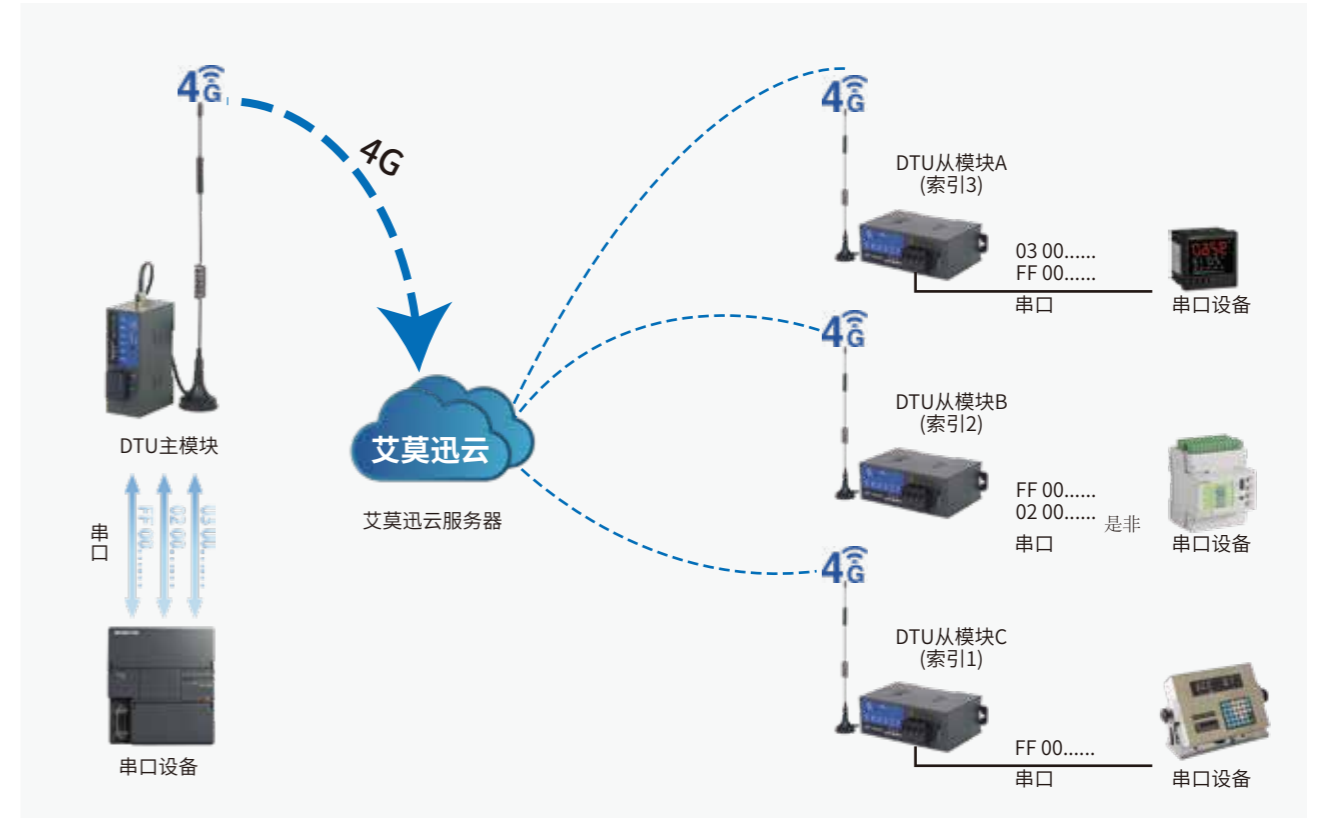 4G
4G
DTU主模块
串口
FF 00......
02 00......
03 00......
串口设备
艾莫迅云
艾莫迅云服务器
4G
DTU从模块A
(索引3)
03 00......
FF 00......
串口
串口设备
4G
DTU从模块B
(索引2)
FF 00......
02 00......
是非
串口
串口设备
4G
DTU从模块C
(索引1)
FF 00......
串口
串口设备